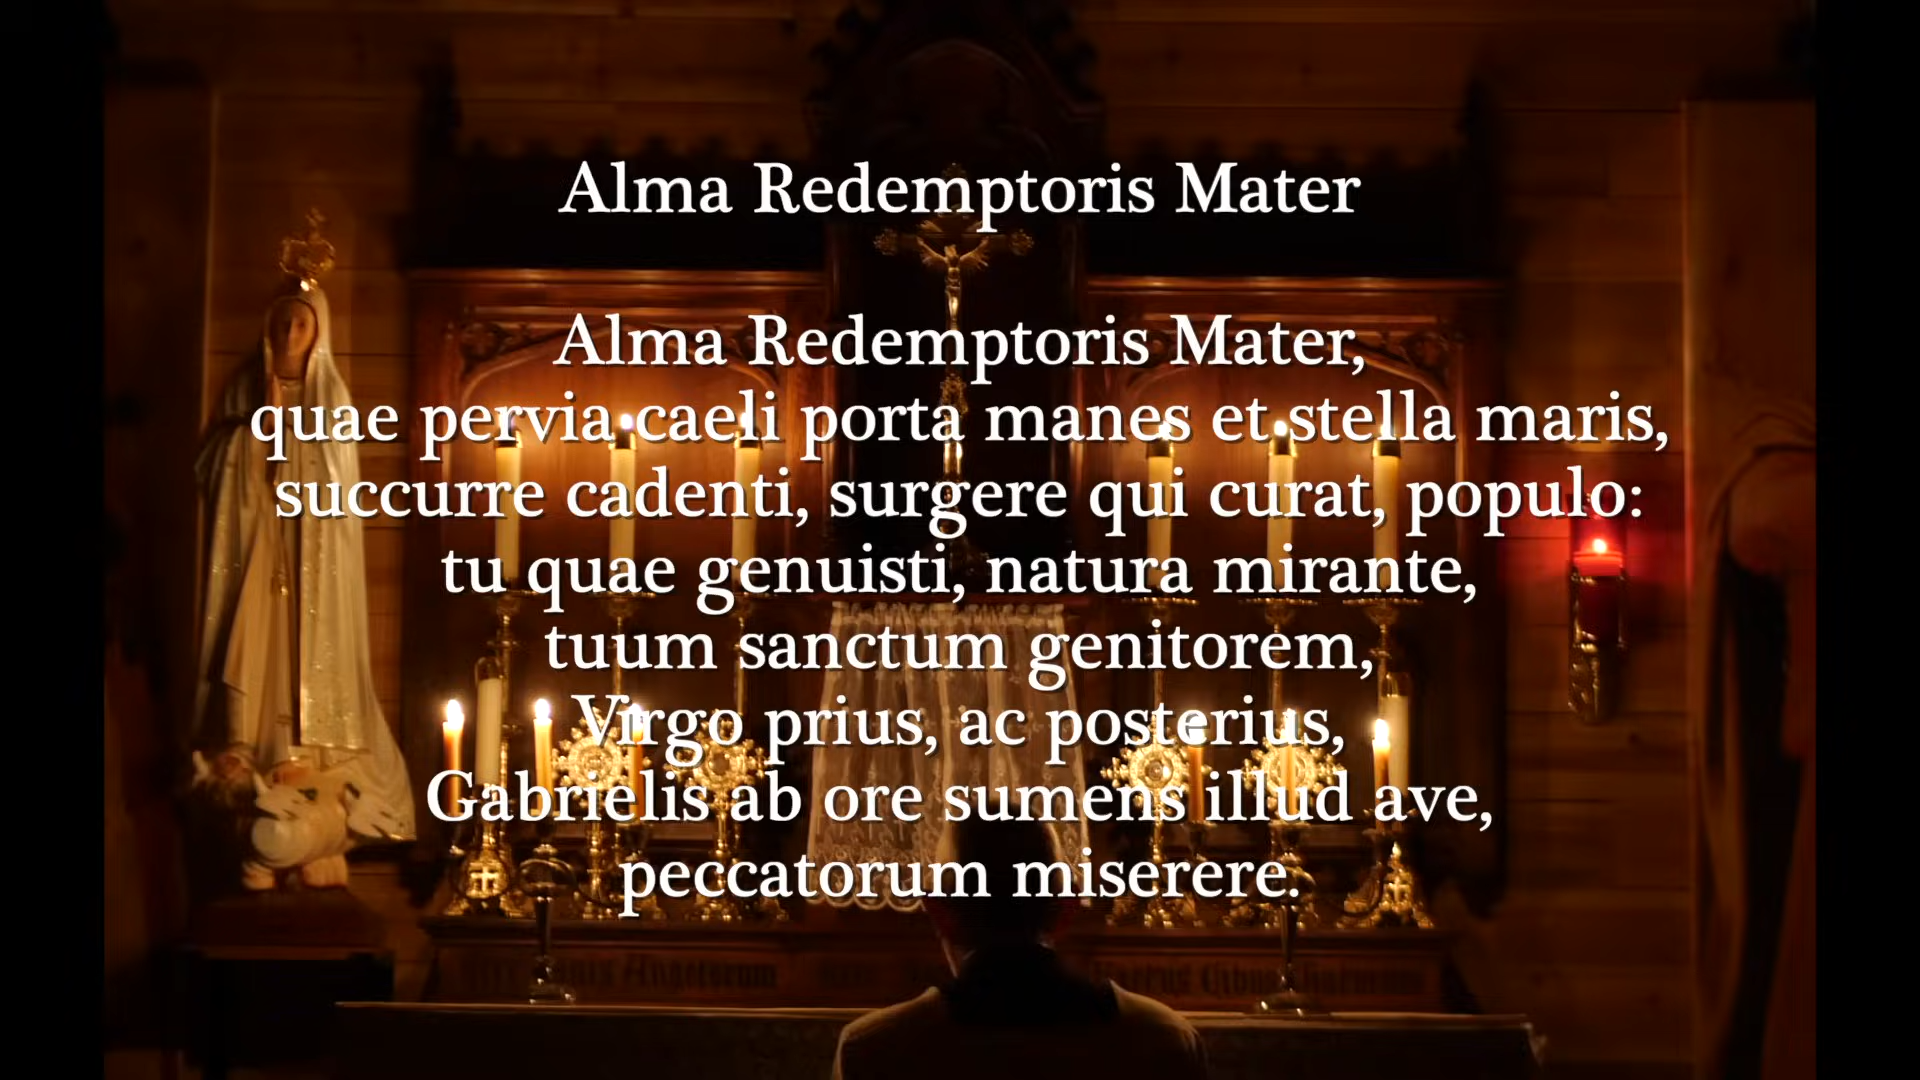 Alma Redemptoris Mater
Alma Redemptoris Mater,
quae pervia caeli porta manes et stella maris,
succurre cadenti, surgere qui curat, populo:
tu quae genuisti, natura mirante,
tuum sanctum genitorem,
Virgo prius, ac posterius,
Gabrielis ab ore sumens illud ave,
peccatorum miserere.
Angelorum
Cibus